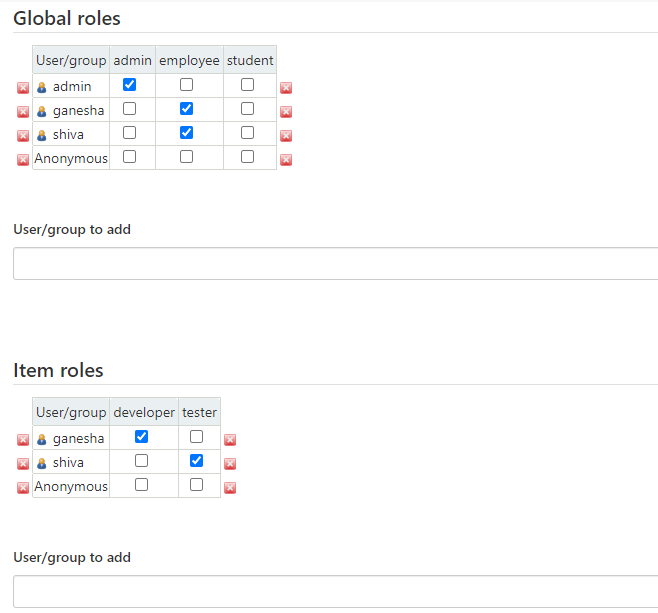 Global roles
User/group admin employee student
admin
ganesha
shiva
Anonymous
User/group to add
Item roles
User/group developer tester
ganesha
shiva
Anonymous
User/group to add